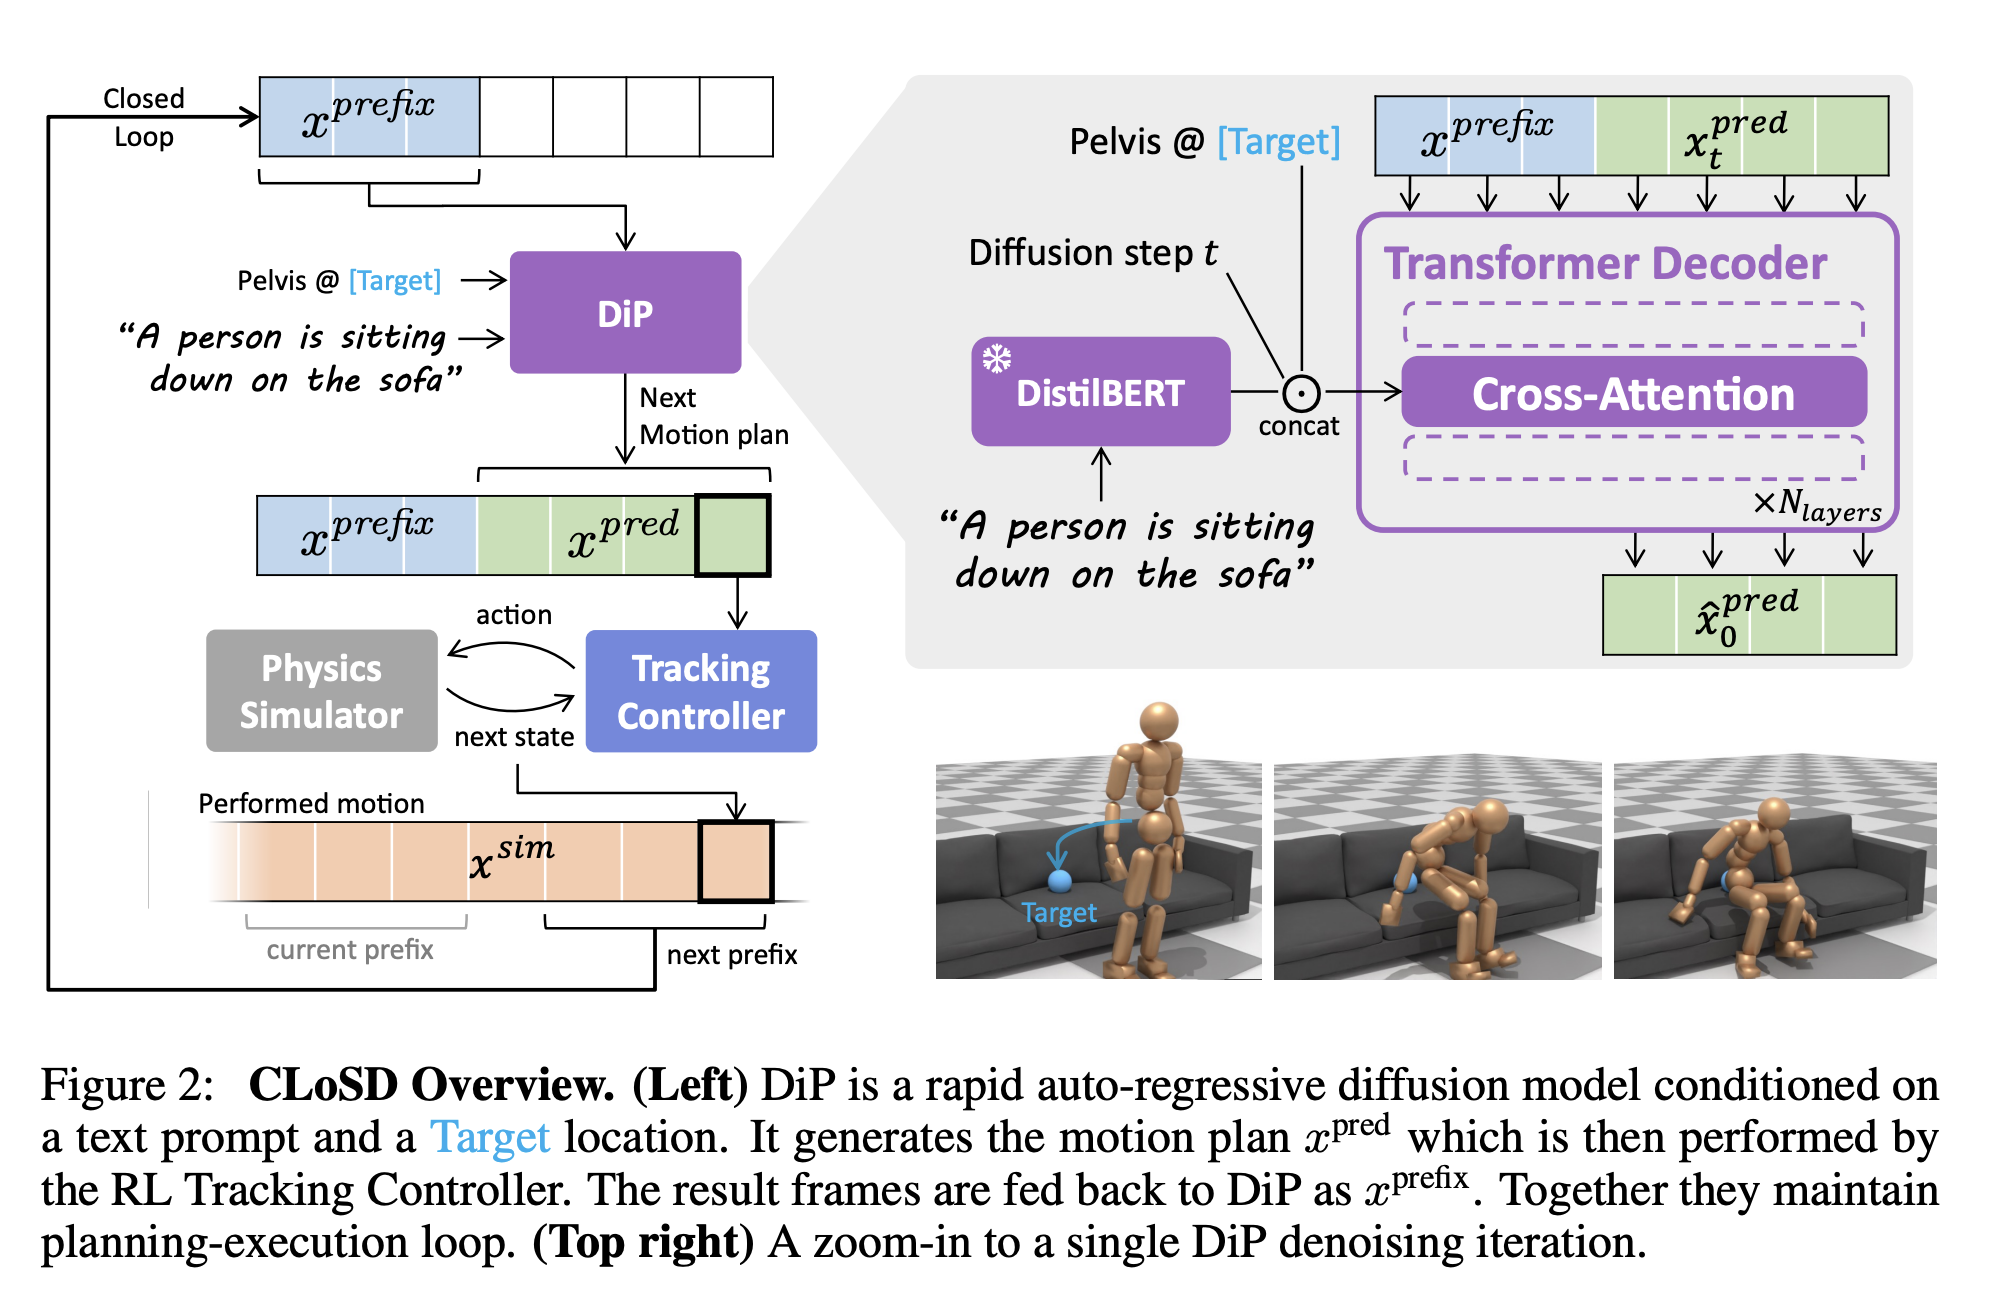 Closed
Loop
x^prefix
Pelvis @ [Target]
“A person is sitting
down on the sofa”
DiP
Next
Motion plan
x^prefix
x^pred
action
Physics
Simulator
Tracking
Controller
next state
Performed motion
x^sim
current prefix
next prefix
Pelvis @ [Target]
x^prefix
x_t^pred
Diffusion step t
Transformer Decoder
DistilBERT
concat
Cross-Attention
×N_layers
“A person is sitting
down on the sofa”
x̂_0^pred
Target
Figure 2: CLoSD Overview. (Left) DiP is a rapid auto-regressive diffusion model conditioned on
a text prompt and a Target location. It generates the motion plan x^pred which is then performed by
the RL Tracking Controller. The result frames are fed back to DiP as x^prefix. Together they maintain
planning-execution loop. (Top right) A zoom-in to a single DiP denoising iteration.